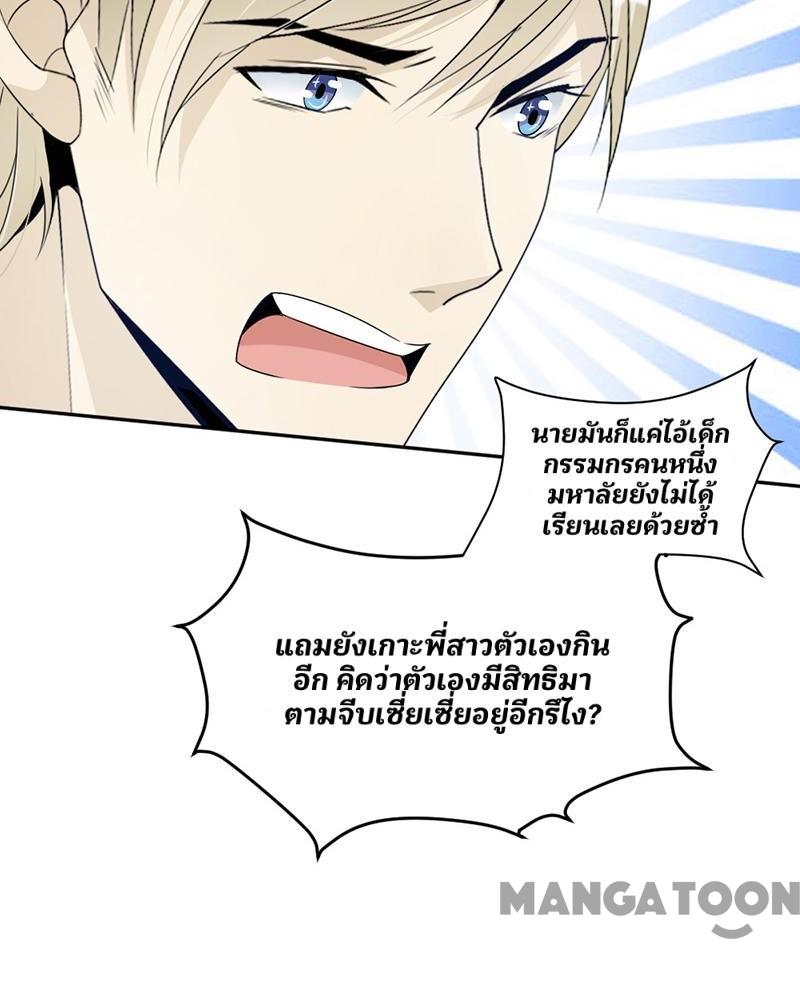 นายมันก็แค่ไอ้เด็ก
กรรมกรคนหนึ่ง
มหาลัยยังไม่ได้
เรียนเลยด้วยซ้ำ
แถมยังเกาะพี่สาวตัวเองกิน
อีก คิดว่าตัวเองมีสิทธิมา
ตามจีบเซี่ยเซี่ยอยู่อีกรึไง?
MANGATOON